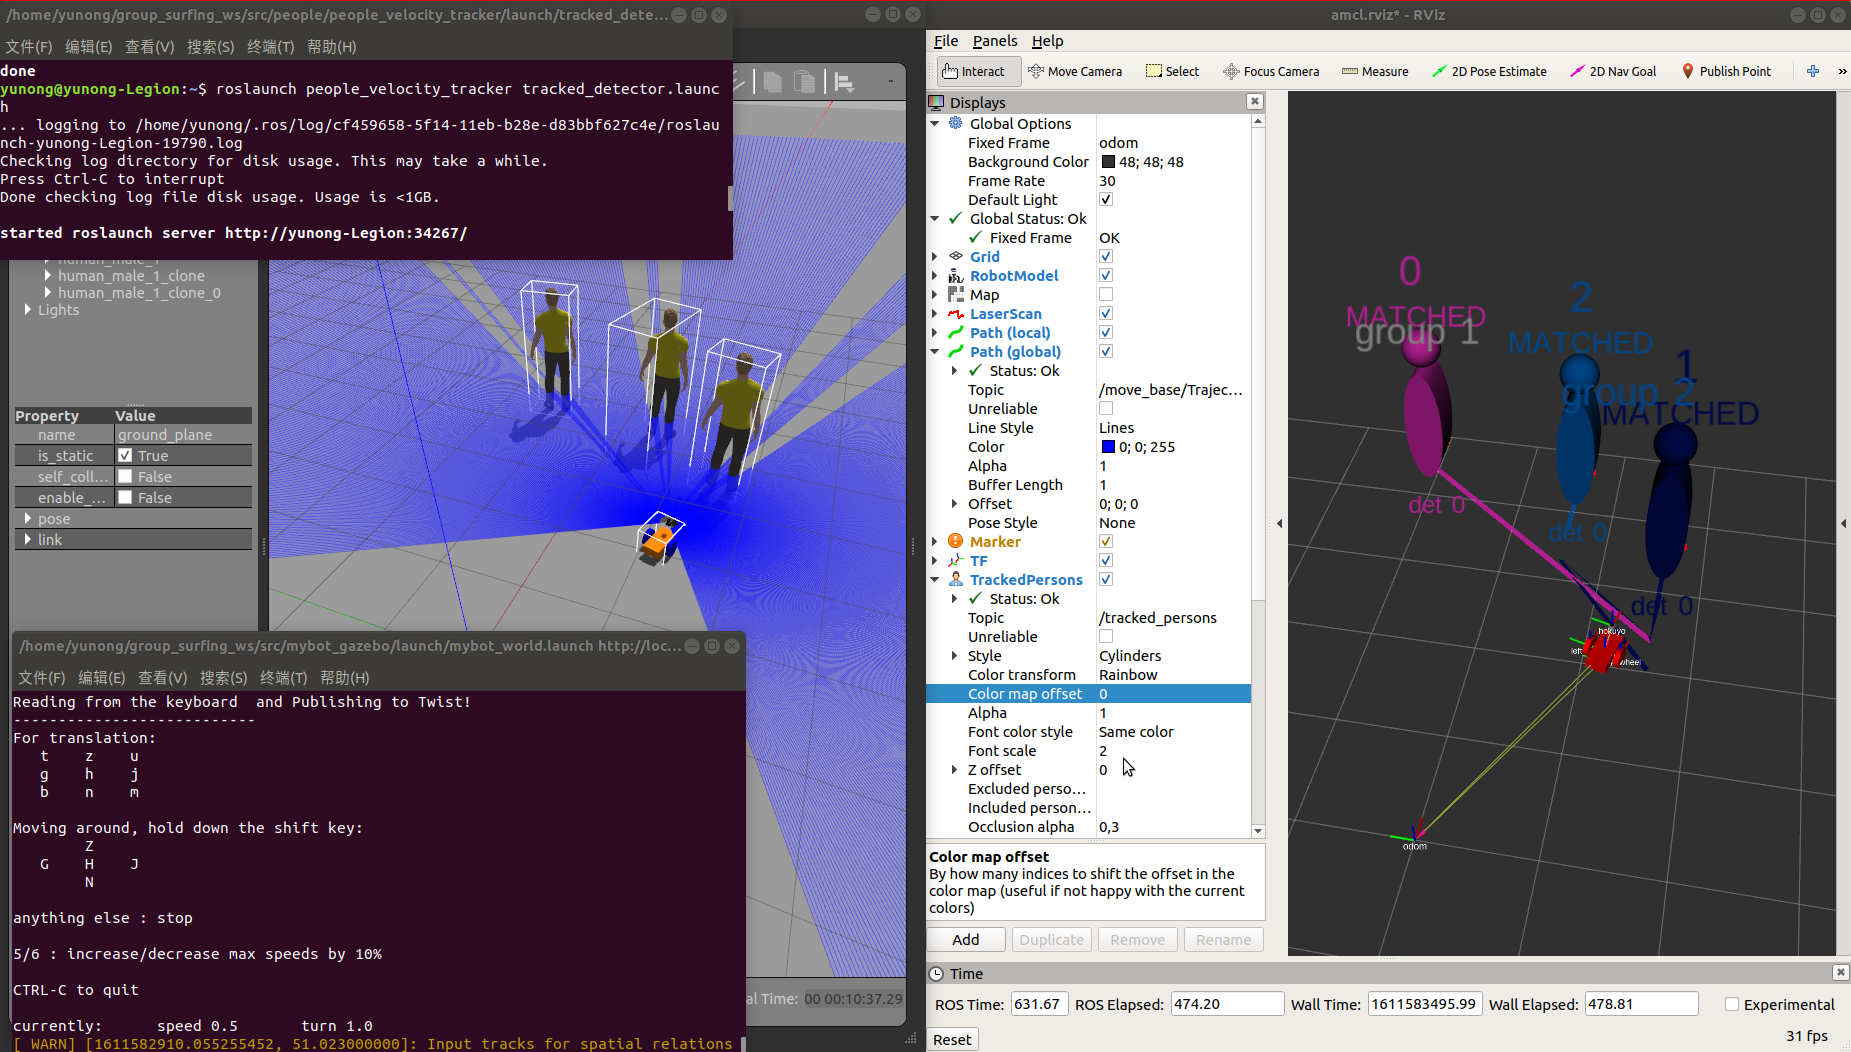 /home/yunong/group_surfing_ws/src/people/people_velocity_tracker/launch/tracked_dete...
文件(F) 编辑(E) 查看(V) 搜索(S) 终端(T) 帮助(H)
done
yunong@yunong-Legion:~$ roslaunch people_velocity_tracker tracked_detector.launc
h
... logging to /home/yunong/.ros/log/cf459658-5f14-11eb-b28e-d83bbf627c4e/roslau
nch-yunong-Legion-19790.log
Checking log directory for disk usage. This may take a while.
Press Ctrl-C to interrupt
Done checking log file disk usage. Usage is <1GB.
started roslaunch server http://yunong-Legion:34267/
human_male_1_clone
human_male_1_clone_0
Lights
Property Value
name ground_plane
is_static True
self_coll... False
enable_... False
pose
link
al Time: 00 00:10:37.29
/home/yunong/group_surfing_ws/src/mybot_gazebo/launch/mybot_world.launch http://loc...
文件(F) 编辑(E) 查看(V) 搜索(S) 终端(T) 帮助(H)
Reading from the keyboard  and Publishing to Twist!
---------------------------
For translation:
t z u
g h j
b n m
Moving around, hold down the shift key:
Z
G H J
N
anything else : stop
5/6 : increase/decrease max speeds by 10%
CTRL-C to quit
currently: speed 0.5 turn 1.0
[ WARN] [1611582910.055255452, 51.023000000]: Input tracks for spatial relations
amcl.rviz* - RViz
File Panels Help
Interact Move Camera Select Focus Camera Measure 2D Pose Estimate 2D Nav Goal Publish Point »
Displays
Global Options
Fixed Frame odom
Background Color 48; 48; 48
Frame Rate 30
Default Light
Global Status: Ok
Fixed Frame OK
Grid
RobotModel
Map
LaserScan
Path (local)
Path (global)
Status: Ok
Topic /move_base/Trajec...
Unreliable
Line Style Lines
Color 0; 0; 255
Alpha 1
Buffer Length 1
Offset 0; 0; 0
Pose Style None
Marker
TF
TrackedPersons
Status: Ok
Topic /tracked_persons
Unreliable
Style Cylinders
Color transform Rainbow
Color map offset 0
Alpha 1
Font color style Same color
Font scale 2
Z offset 0
Excluded perso...
Included person...
Occlusion alpha 0,3
Color map offset
By how many indices to shift the offset in the
color map (useful if not happy with the current
colors)
Add Duplicate Remove Rename
0
MATCHED
group 1
det 0
2
MATCHED
group 2
det 0
1
MATCHED
det 0
hokuyo
left
wheel
odom
Time
ROS Time: 631.67 ROS Elapsed: 474.20 Wall Time: 1611583495.99 Wall Elapsed: 478.81 Experimental
Reset 31 fps